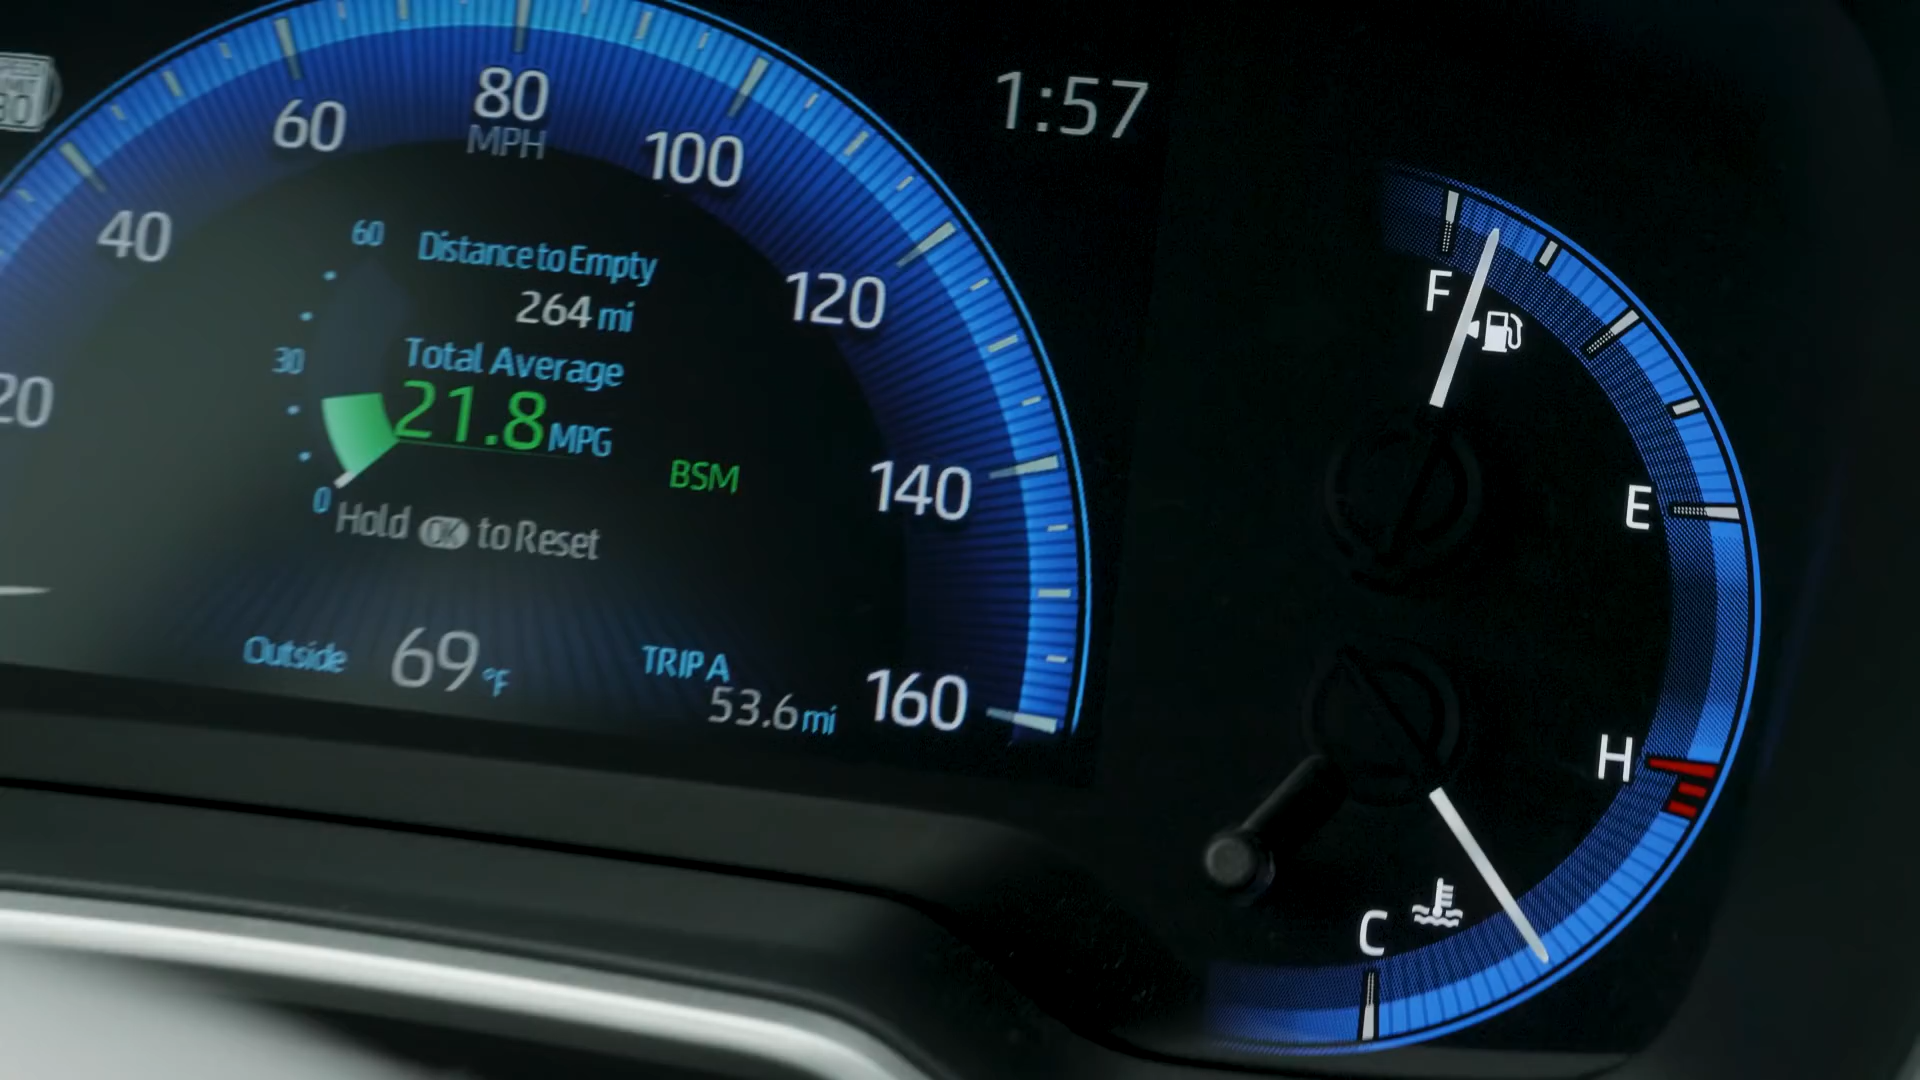 80
MPH
60
100
40
120
20
140
160
1:57
60
30
0
Distance to Empty
264 mi
Total Average
21.8 MPG
BSM
Hold OK to Reset
Outside 69 °F
TRIP A
53.6 mi
F
E
H
C